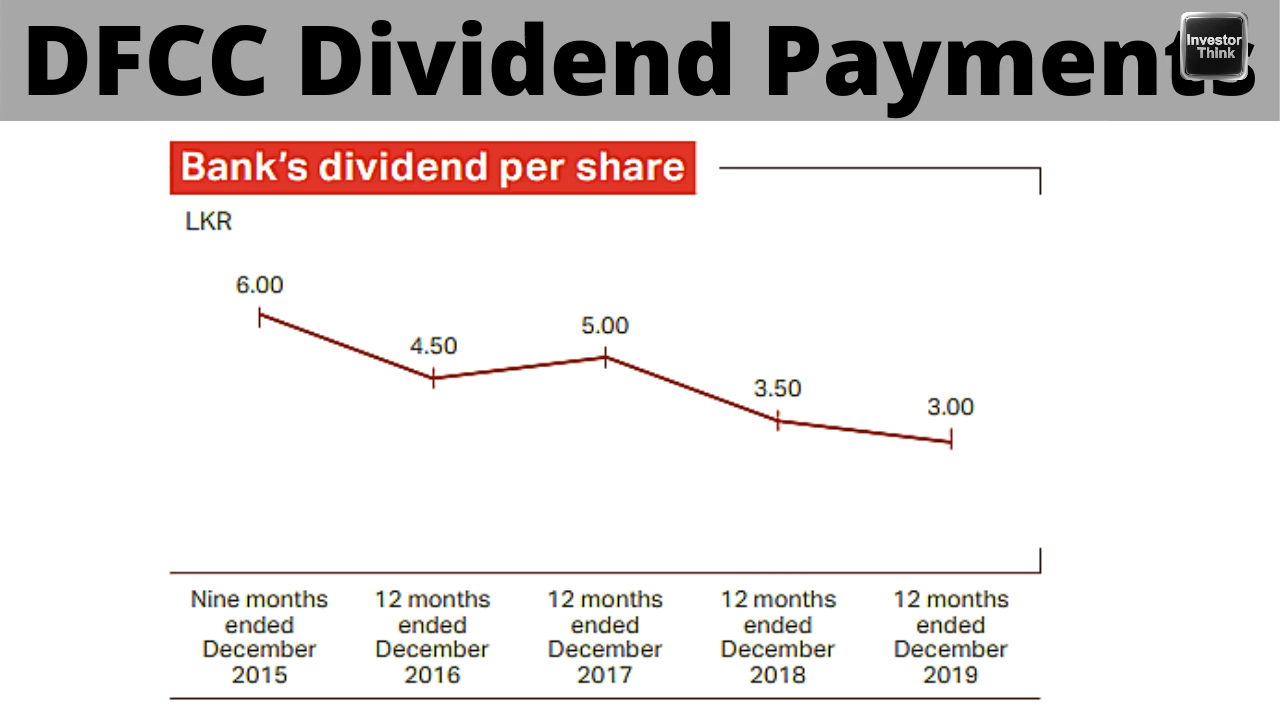 DFCC Dividend Payments
Investor
Think
Bank's dividend per share
LKR
6.00
4.50
5.00
3.50
3.00
Nine months
ended
December
2015
12 months
ended
December
2016
12 months
ended
December
2017
12 months
ended
December
2018
12 months
ended
December
2019